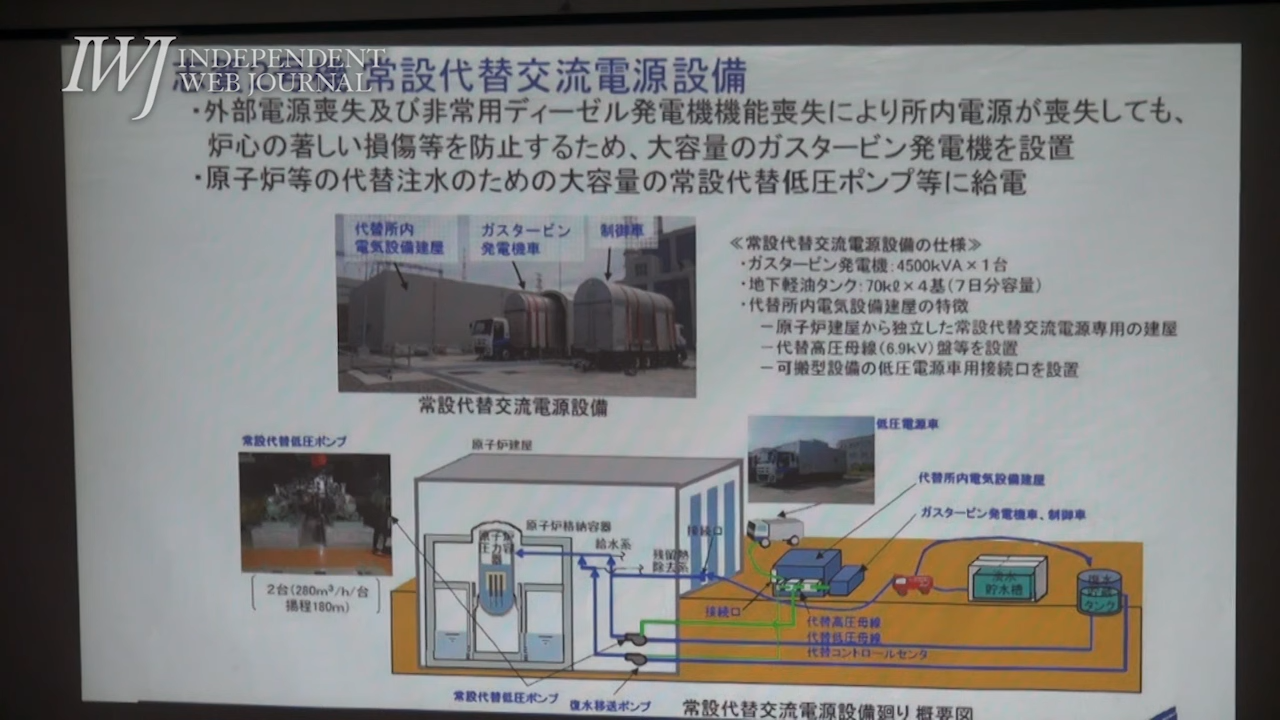 IWJ INDEPENDENT
WEB JOURNAL
常設代替交流電源設備
・外部電源喪失及び非常用ディーゼル発電機機能喪失により所内電源が喪失しても、
炉心の著しい損傷等を防止するため、大容量のガスタービン発電機を設置
・原子炉等の代替注水のための大容量の常設代替低圧ポンプ等に給電
代替所内
電気設備建屋
ガスタービン
発電機車
制御車
常設代替交流電源設備
≪常設代替交流電源設備の仕様≫
・ガスタービン発電機：4500kVA×1台
・地下軽油タンク：70kℓ×4基（7日分容量）
・代替所内電気設備建屋の特徴
－原子炉建屋から独立した常設代替交流電源専用の建屋
－代替高圧母線（6.9kV）盤等を設置
－可搬型設備の低圧電源車用接続口を設置
常設代替低圧ポンプ
2台（280m³/h/台
揚程180m）
原子炉建屋
原子炉格納容器
原子炉
圧力容
器
給水系
残留熱
除去系
接続口
低圧電源車
代替所内電気設備建屋
ガスタービン発電機車、制御車
淡水
貯水槽
復水
貯蔵
タンク
接続口
代替高圧母線
代替低圧母線
代替コントロールセンタ
常設代替低圧ポンプ
復水移送ポンプ
常設代替交流電源設備廻り概要図